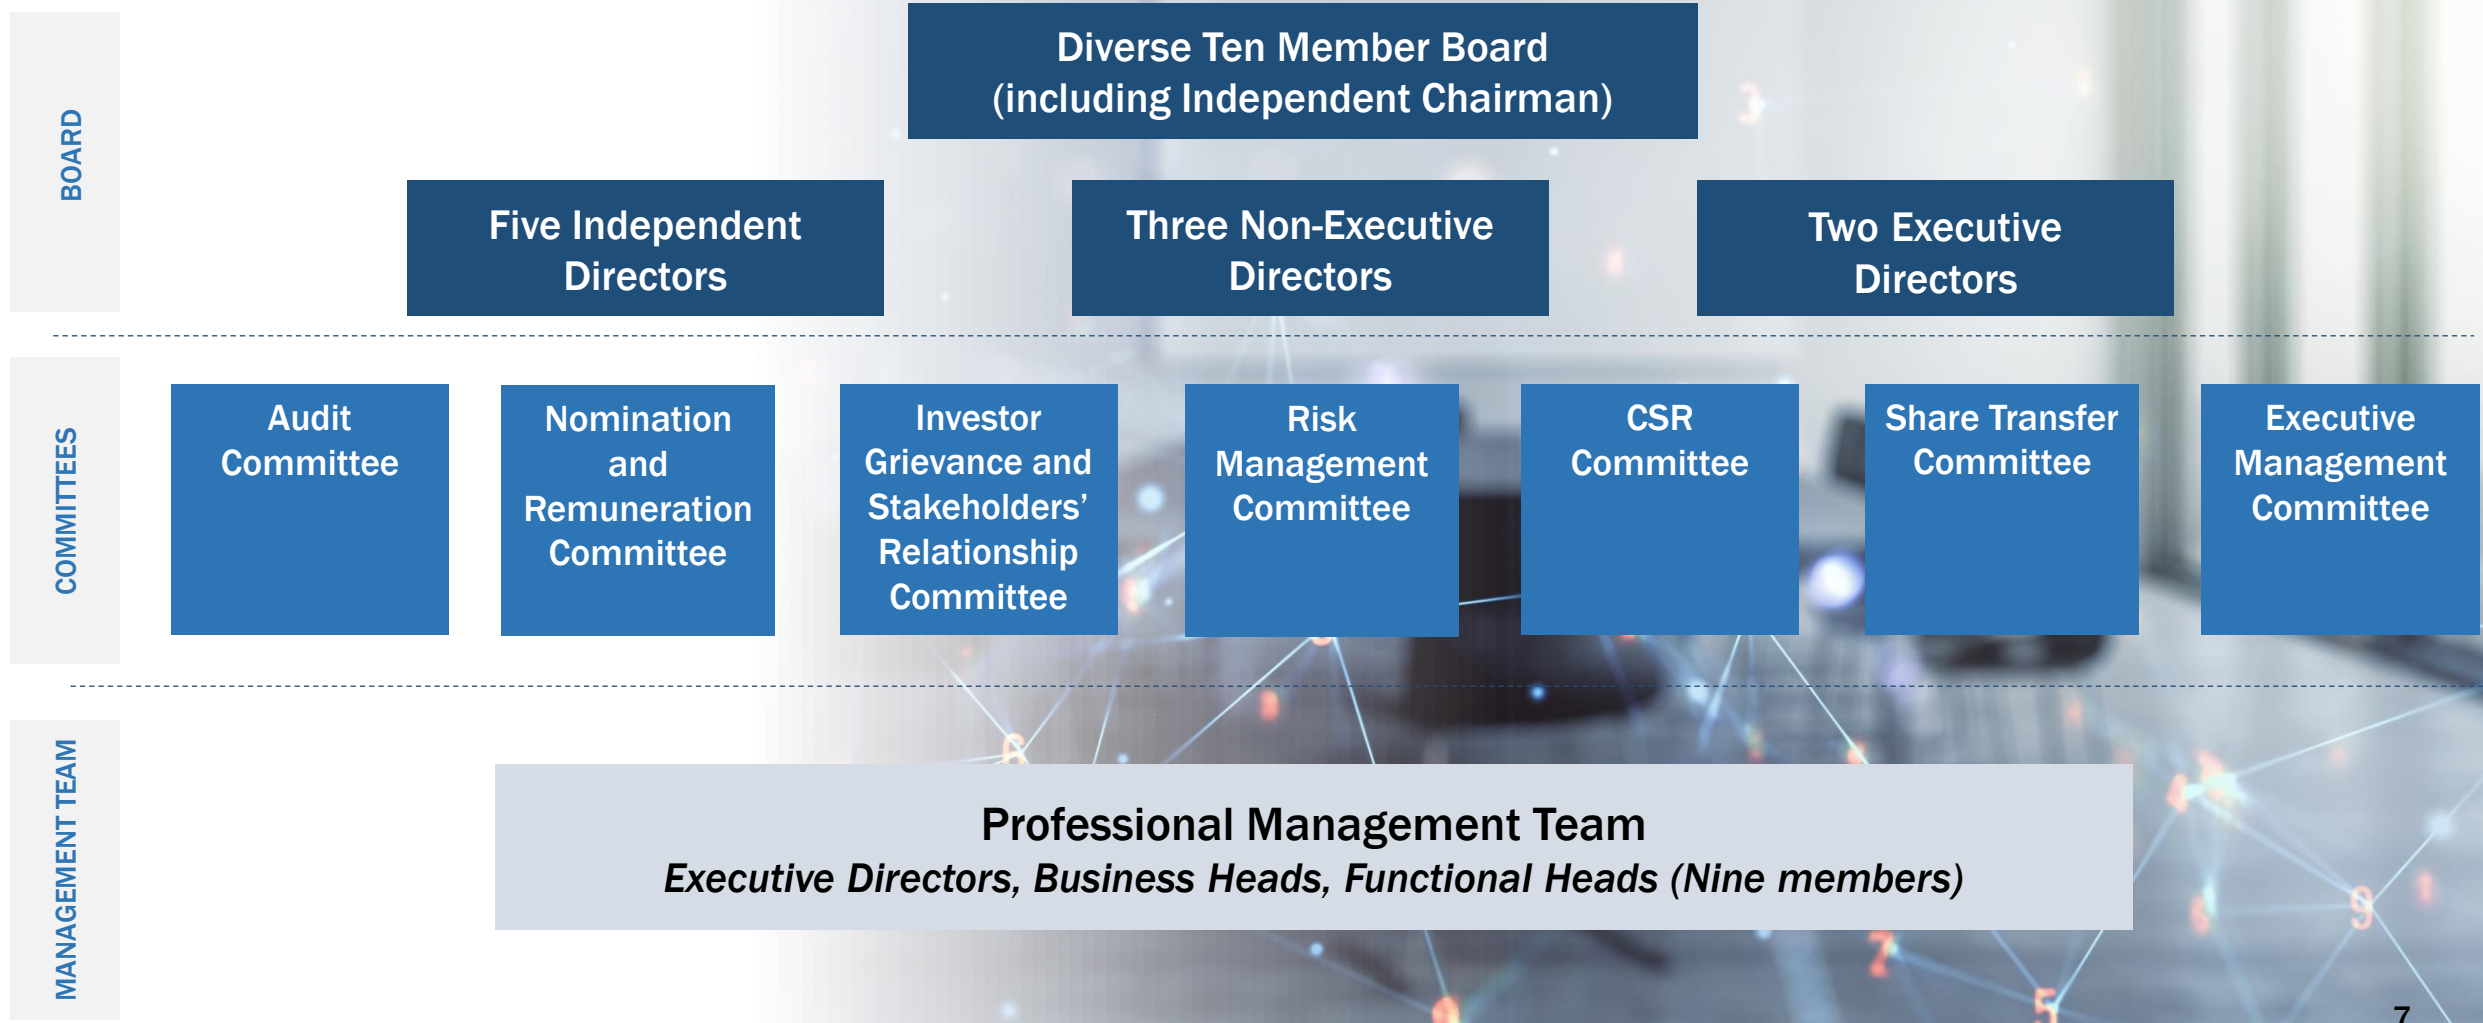 BOARD
Diverse Ten Member Board
(including Independent Chairman)
Five Independent
Directors
Three Non-Executive
Directors
Two Executive
Directors
COMMITTEES
Audit
Committee
Nomination
and
Remuneration
Committee
Investor
Grievance and
Stakeholders’
Relationship
Committee
Risk
Management
Committee
CSR
Committee
Share Transfer
Committee
Executive
Management
Committee
MANAGEMENT TEAM
Professional Management Team
Executive Directors, Business Heads, Functional Heads (Nine members)
7